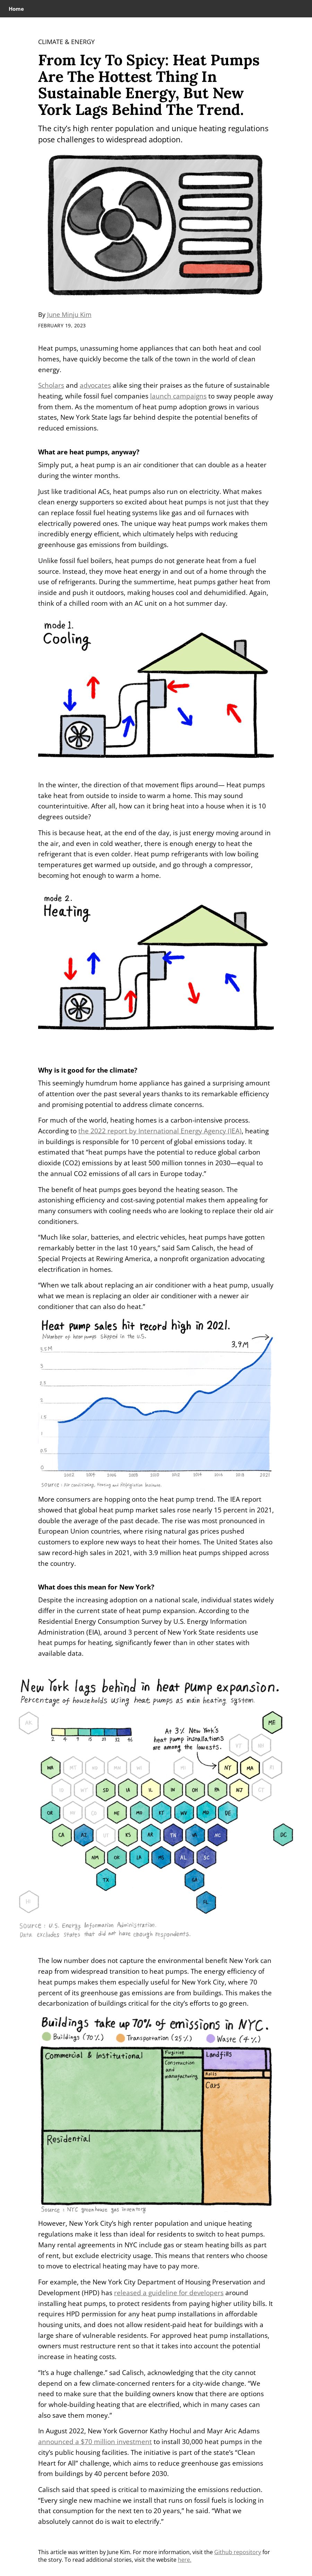 Home
CLIMATE & ENERGY
From Icy To Spicy: Heat Pumps
Are The Hottest Thing In
Sustainable Energy, But New
York Lags Behind The Trend.
The city's high renter population and unique heating regulations
pose challenges to widespread adoption.
By June Minju Kim
FEBRUARY 19, 2023
Heat pumps, unassuming home appliances that can both heat and cool
homes, have quickly become the talk of the town in the world of clean
energy.
Scholars and advocates alike sing their praises as the future of sustainable
heating, while fossil fuel companies launch campaigns to sway people away
from them. As the momentum of heat pump adoption grows in various
states, New York State lags far behind despite the potential benefits of
reduced emissions.
What are heat pumps, anyway?
Simply put, a heat pump is an air conditioner that can double as a heater
during the winter months.
Just like traditional ACs, heat pumps also run on electricity. What makes
clean energy supporters so excited about heat pumps is not just that they
can replace fossil fuel heating systems like gas and oil furnaces with
electrically powered ones. The unique way heat pumps work makes them
incredibly energy efficient, which ultimately helps with reducing
greenhouse gas emissions from buildings.
Unlike fossil fuel boilers, heat pumps do not generate heat from a fuel
source. Instead, they move heat energy in and out of a home through the
use of refrigerants. During the summertime, heat pumps gather heat from
inside and push it outdoors, making houses cool and dehumidified. Again,
think of a chilled room with an AC unit on a hot summer day.
mode 1.
Cooling
In the winter, the direction of that movement flips around— Heat pumps
take heat from outside to inside to warm a home. This may sound
counterintuitive. After all, how can it bring heat into a house when it is 10
degrees outside?
This is because heat, at the end of the day, is just energy moving around in
the air, and even in cold weather, there is enough energy to heat the
refrigerant that is even colder. Heat pump refrigerants with low boiling
temperatures get warmed up outside, and go through a compressor,
becoming hot enough to warm a home.
mode 2.
Heating
Why is it good for the climate?
This seemingly humdrum home appliance has gained a surprising amount
of attention over the past several years thanks to its remarkable efficiency
and promising potential to address climate concerns.
For much of the world, heating homes is a carbon-intensive process.
According to the 2022 report by International Energy Agency (IEA), heating
in buildings is responsible for 10 percent of global emissions today. It
estimated that “heat pumps have the potential to reduce global carbon
dioxide (CO2) emissions by at least 500 million tonnes in 2030—equal to
the annual CO2 emissions of all cars in Europe today.”
The benefit of heat pumps goes beyond the heating season. The
astonishing efficiency and cost-saving potential makes them appealing for
many consumers with cooling needs who are looking to replace their old air
conditioners.
“Much like solar, batteries, and electric vehicles, heat pumps have gotten
remarkably better in the last 10 years,” said Sam Calisch, the head of
Special Projects at Rewiring America, a nonprofit organization advocating
electrification in homes.
“When we talk about replacing an air conditioner with a heat pump, usually
what we mean is replacing an older air conditioner with a newer air
conditioner that can also do heat.”
Heat pump sales hit record high in 2021.
Number of heat pumps shipped in the U.S.
3.9M
2021
More consumers are hopping onto the heat pump trend. The IEA report
showed that global heat pump market sales rose nearly 15 percent in 2021,
double the average of the past decade. The rise was most pronounced in
European Union countries, where rising natural gas prices pushed
customers to explore new ways to heat their homes. The United States also
saw record-high sales in 2021, with 3.9 million heat pumps shipped across
the country.
What does this mean for New York?
Despite the increasing adoption on a national scale, individual states widely
differ in the current state of heat pump expansion. According to the
Residential Energy Consumption Survey by U.S. Energy Information
Administration (EIA), around 3 percent of New York State residents use
heat pumps for heating, significantly fewer than in other states with
available data.
New York lags behind in heat pump expansion.
Percentage of households using heat pumps as main heating system.
ME
At 3% New York's
heat pump installations
are among the lowest.
WA NY MA
SD IA IL IN OH PA NJ
OR NE MO KY WV MD DE
CA AZ KS AR TN VA NC DC
NM OK LA MS AL SC
TX GA
FL
Source: U.S. Energy Information Administration
Data excludes states that did not have enough respondents.
The low number does not capture the environmental benefit New York can
reap from widespread transition to heat pumps. The energy efficiency of
heat pumps makes them especially useful for New York City, where 70
percent of its greenhouse gas emissions are from buildings. This makes the
decarbonization of buildings critical for the city's efforts to go green.
Buildings take up 70% of emissions in NYC.
Buildings (70%) Transportation (25%) Waste (4%)
Commercial & Institutional
Fugitive
Construction
and
manufacturing
Landfills
Cars
Residential
Source: NYC greenhouse gas inventory
However, New York City's high renter population and unique heating
regulations make it less than ideal for residents to switch to heat pumps.
Many rental agreements in NYC include gas or steam heating bills as part
of rent, but exclude electricity usage. This means that renters who choose
to move to electrical heating may have to pay more.
For example, the New York City Department of Housing Preservation and
Development (HPD) has released a guideline for developers around
installing heat pumps, to protect residents from paying higher utility bills. It
requires HPD permission for any heat pump installations in affordable
housing units, and does not allow resident-paid heat for buildings with a
large share of vulnerable residents. For approved heat pump installations,
owners must restructure rent so that it takes into account the potential
increase in heating costs.
“It's a huge challenge.” sad Calisch, acknowledging that the city cannot
depend on a few climate-concerned renters for a city-wide change. “We
need to make sure that the building owners know that there are options
for whole-building heating that are electrified, which in many cases can
also save them money.”
In August 2022, New York Governor Kathy Hochul and Mayr Aric Adams
announced a $70 million investment to install 30,000 heat pumps in the
city's public housing facilities. The initiative is part of the state's “Clean
Heart for All” challenge, which aims to reduce greenhouse gas emissions
from buildings by 40 percent before 2030.
Calisch said that speed is critical to maximizing the emissions reduction.
“Every single new machine we install that runs on fossil fuels is locking in
that consumption for the next ten to 20 years,” he said. “What we
absolutely cannot do is wait to electrify.”
This article was written by June Kim. For more information, visit the Github repository for
the story. To read additional stories, visit the website here.